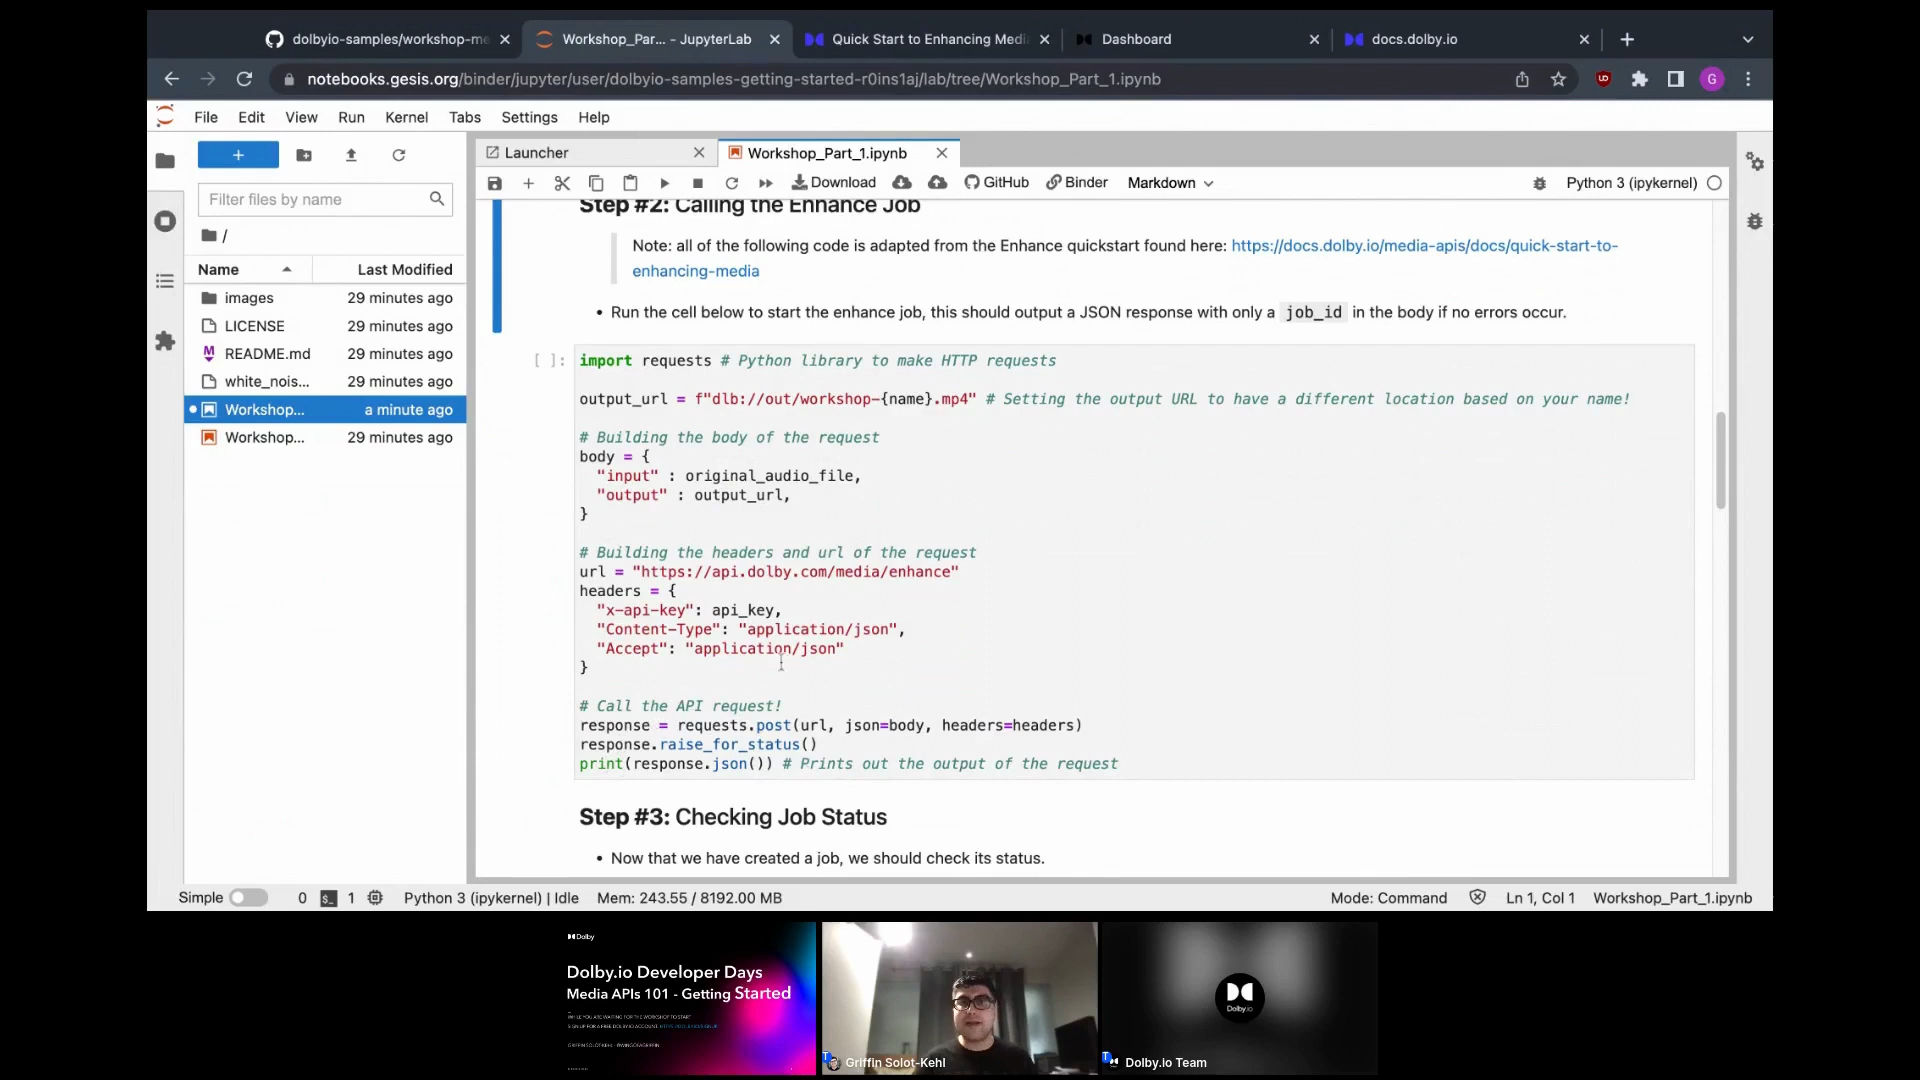 dolbyio-samples/workshop-me
Workshop_Par... - JupyterLab
Quick Start to Enhancing Medi
Dashboard
docs.dolby.io
notebooks.gesis.org/binder/jupyter/user/dolbyio-samples-getting-started-r0ins1aj/lab/tree/Workshop_Part_1.ipynb
G
File Edit View Run Kernel Tabs Settings Help
Launcher
Workshop_Part_1.ipynb
Download
GitHub
Binder
Markdown
Python 3 (ipykernel)
Filter files by name
/
Name Last Modified
images 29 minutes ago
LICENSE 29 minutes ago
README.md 29 minutes ago
white_nois... 29 minutes ago
Workshop... a minute ago
Workshop... 29 minutes ago
Step #2: Calling the Enhance Job
Note: all of the following code is adapted from the Enhance quickstart found here: https://docs.dolby.io/media-apis/docs/quick-start-to-
enhancing-media
• Run the cell below to start the enhance job, this should output a JSON response with only a job_id in the body if no errors occur.
[ ]: import requests # Python library to make HTTP requests
output_url = f"dlb://out/workshop-{name}.mp4" # Setting the output URL to have a different location based on your name!
# Building the body of the request
body = {
"input" : original_audio_file,
"output" : output_url,
}
# Building the headers and url of the request
url = "https://api.dolby.com/media/enhance"
headers = {
"x-api-key": api_key,
"Content-Type": "application/json",
"Accept": "application/json"
}
# Call the API request!
response = requests.post(url, json=body, headers=headers)
response.raise_for_status()
print(response.json()) # Prints out the output of the request
Step #3: Checking Job Status
• Now that we have created a job, we should check its status.
Simple 0 1 Python 3 (ipykernel) | Idle Mem: 243.55 / 8192.00 MB
Mode: Command Ln 1, Col 1 Workshop_Part_1.ipynb
Dolby
Dolby.io Developer Days
Media APIs 101 - Getting Started
WHILE YOU ARE WAITING FOR THE WORKSHOP TO START
Griffin Solot-Kehl
Dolby.io
Dolby.io Team